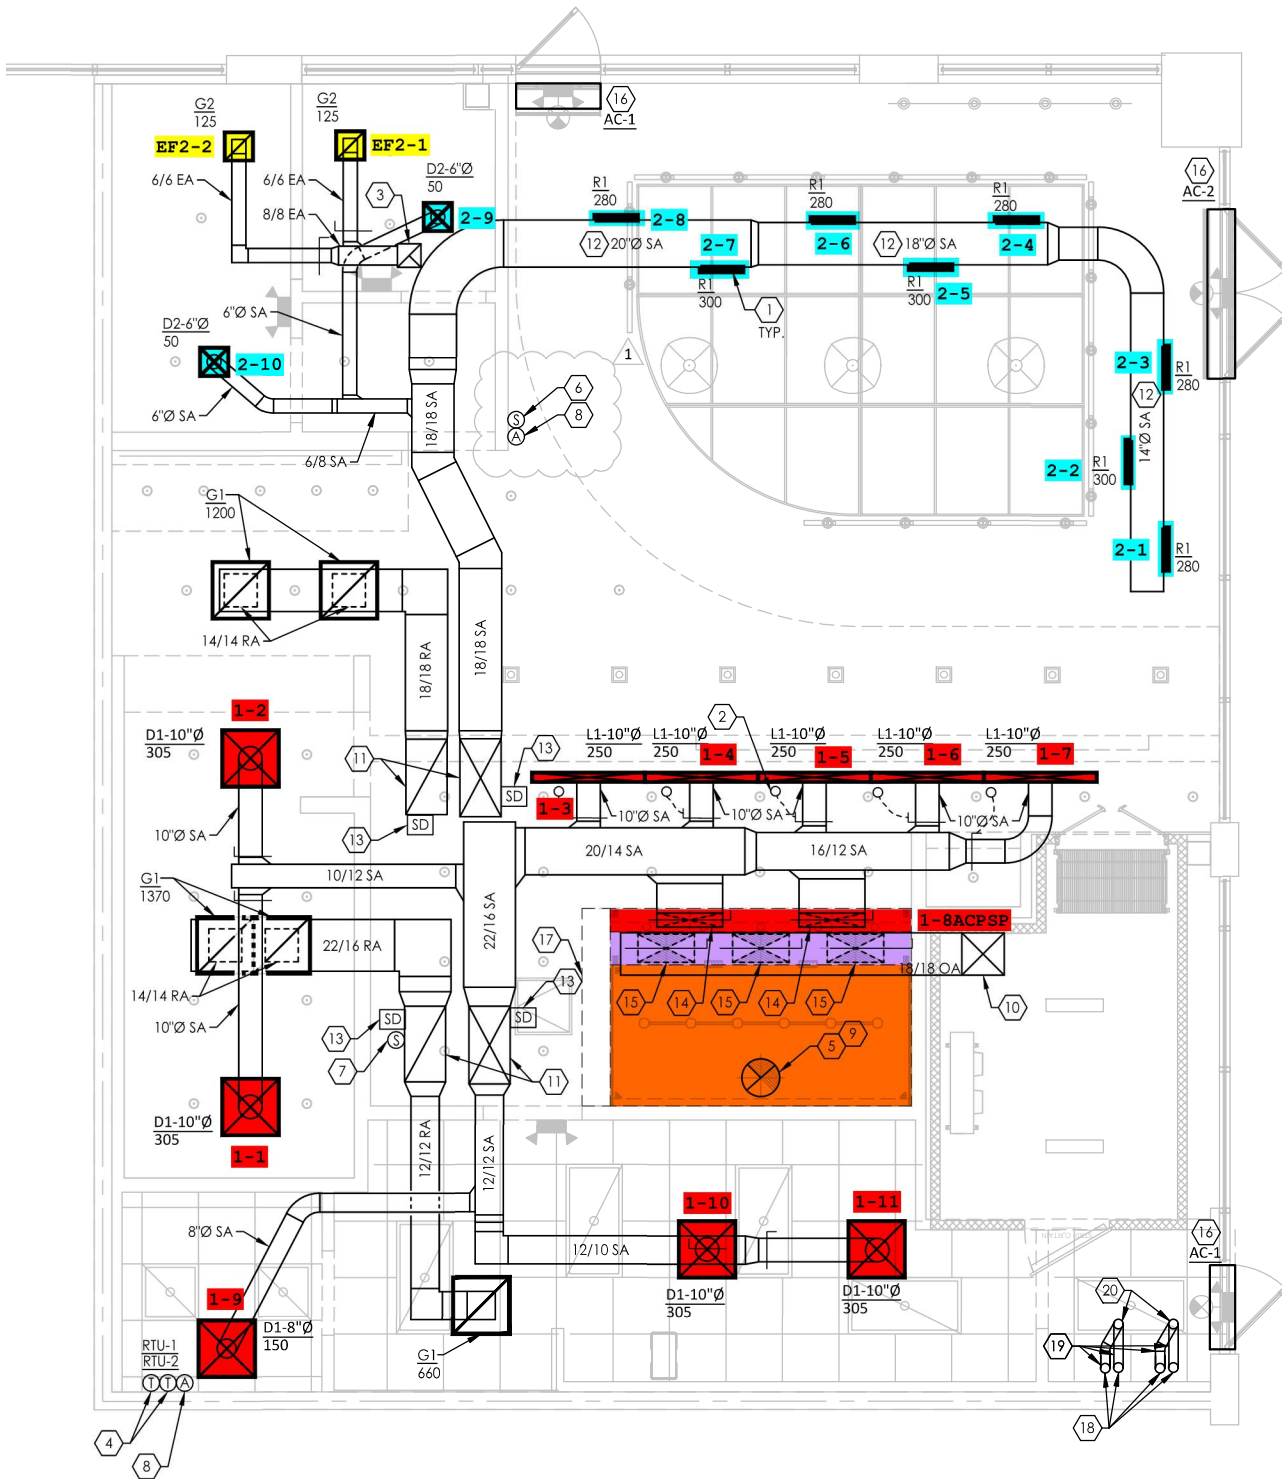 G2
125
G2
125
16
AC-1
EF2-2
EF2-1
D2-6"Ø
50
6/6 EA
6/6 EA
3
8/8 EA
2-9
R1
280
2-8
12
20"Ø SA
2-7
R1
280
2-6
12
18"Ø SA
R1
280
2-4
16
AC-2
R1
300
1
TYP.
R1
300
2-5
6"Ø SA
D2-6"Ø
50
2-10
6"Ø SA
6/8 SA
18/18 SA
1
6
S
8
A
2-3
R1
280
12
14"Ø SA
2-2
R1
300
2-1
R1
280
G1
1200
14/14 RA
18/18 RA
18/18 SA
1-2
D1-10"Ø
305
11
13
SD
13
SD
2
L1-10"Ø
250
L1-10"Ø
250
1-4
L1-10"Ø
250
1-5
L1-10"Ø
250
1-6
L1-10"Ø
250
1-7
1-3
10"Ø SA
10"Ø SA
10"Ø SA
10"Ø SA
20/14 SA
16/12 SA
10/12 SA
22/16 SA
G1
1370
22/16 RA
14/14 RA
10"Ø SA
17
1-8ACPSP
18/18 OA
13
SD
13
SD
7
S
11
15
14
15
14
15
10
5
9
D1-10"Ø
305
1-1
12/12 RA
12/12 SA
8"Ø SA
1-10
1-11
12/10 SA
D1-10"Ø
305
D1-10"Ø
305
STRIP CURTAIN
16
AC-1
1-9
D1-8"Ø
150
G1
660
RTU-1
RTU-2
T
T
A
4
8
20
19
18